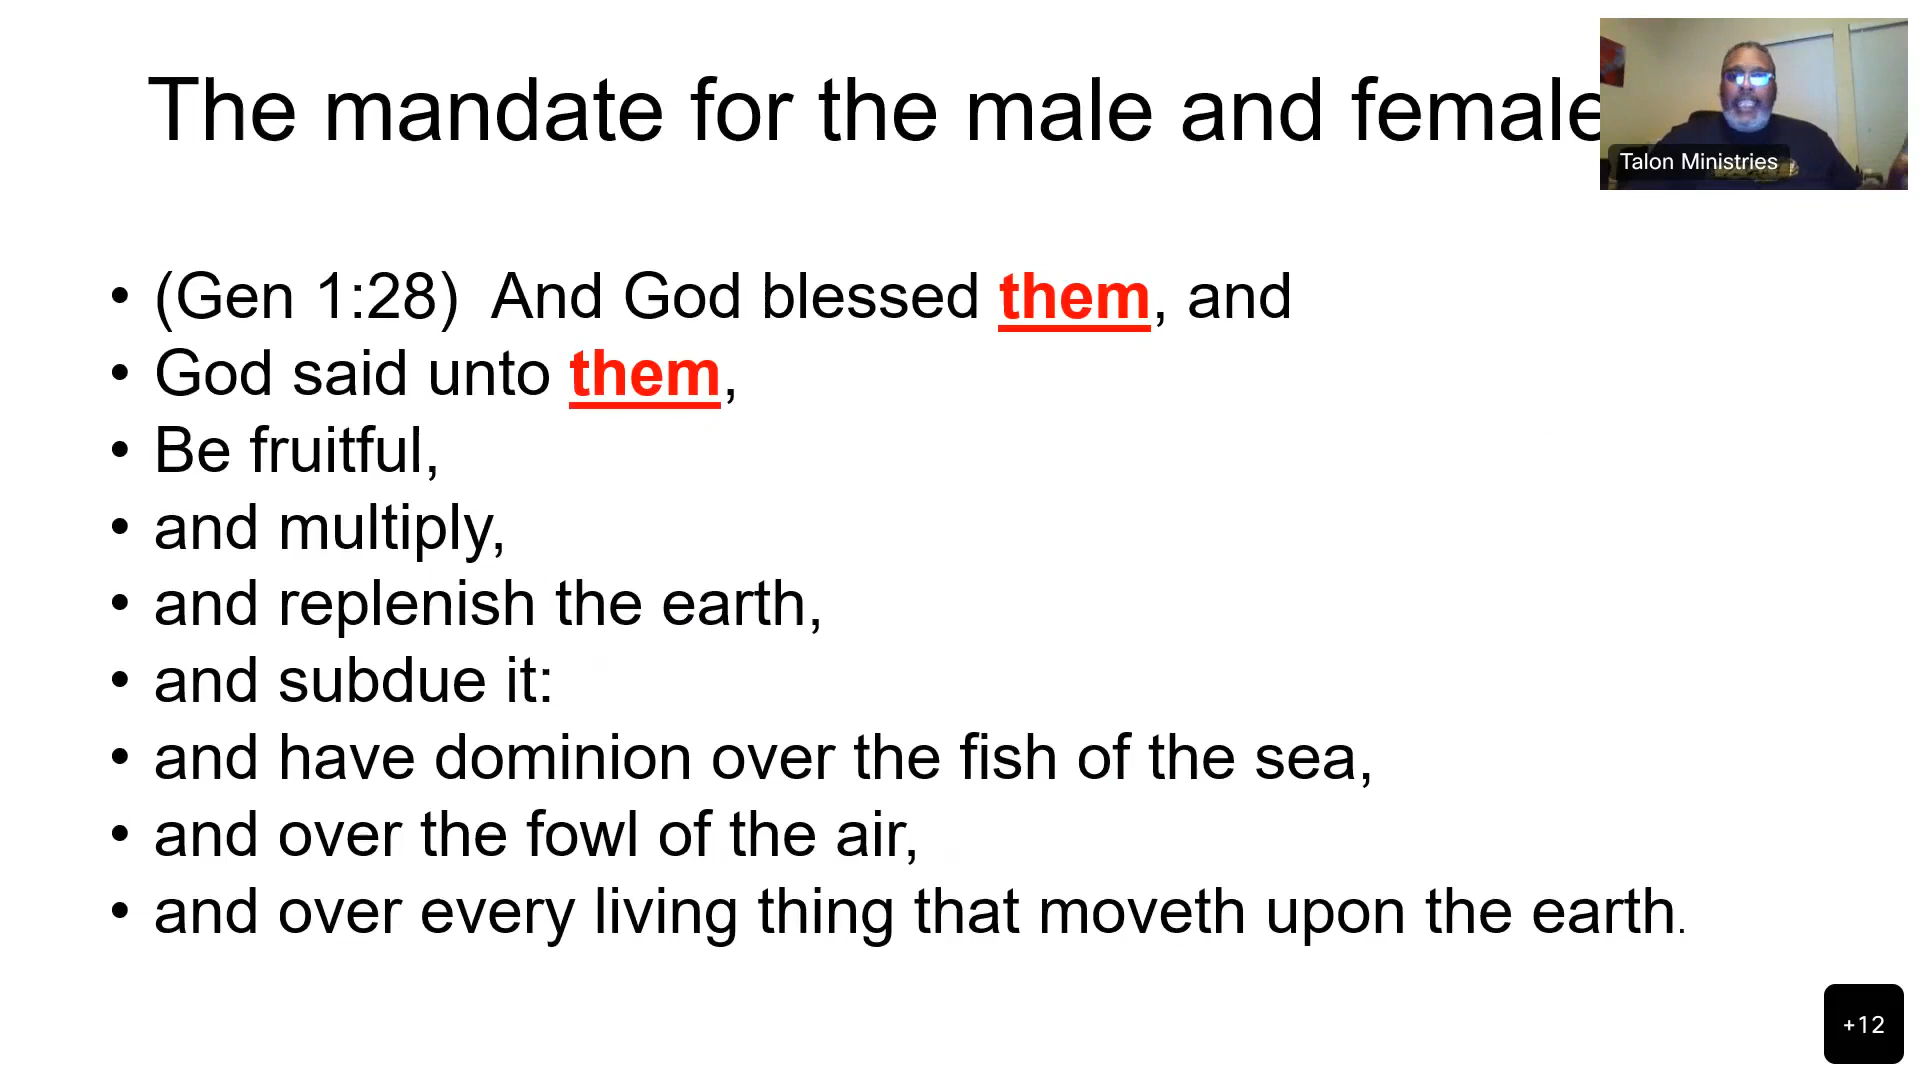 The mandate for the male and female
Talon Ministries
• (Gen 1:28)  And God blessed them, and
• God said unto them,
• Be fruitful,
• and multiply,
• and replenish the earth,
• and subdue it:
• and have dominion over the fish of the sea,
• and over the fowl of the air,
• and over every living thing that moveth upon the earth.
+12